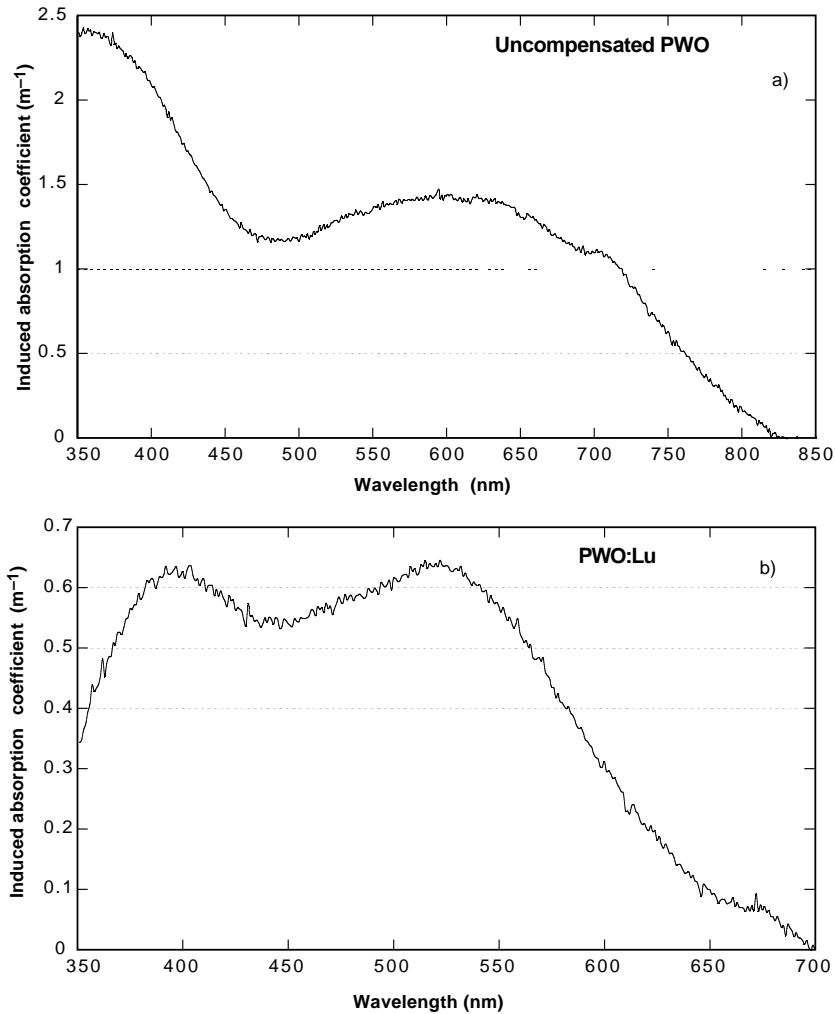 2.5
Uncompensated PWO
a)
2
1.5
1
0.5
0
Induced absorption coefficient (m⁻¹)
350 400 450 500 550 600 650 700 750 800 850
Wavelength (nm)
0.7
PWO:Lu
b)
0.6
0.5
0.4
0.3
0.2
0.1
0
Induced absorption coefficient (m⁻¹)
350 400 450 500 550 600 650 700
Wavelength (nm)